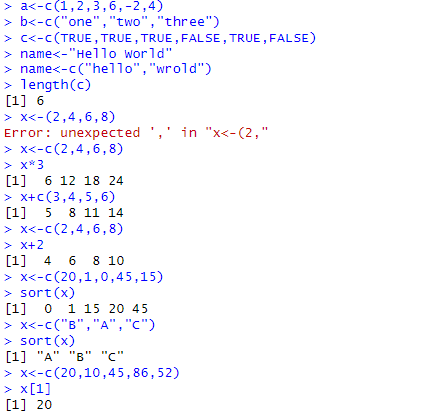 > a<-c(1,2,3,6,-2,4)
> b<-c("one","two","three")
> c<-c(TRUE,TRUE,TRUE,FALSE,TRUE,FALSE)
> name<-"Hello World"
> name<-c("hello","wrold")
> length(c)
[1] 6
> x<-(2,4,6,8)
Error: unexpected ',' in "x<-(2,"
> x<-c(2,4,6,8)
> x*3
[1]  6 12 18 24
> x+c(3,4,5,6)
[1]  5  8 11 14
> x<-c(2,4,6,8)
> x+2
[1]  4  6  8 10
> x<-c(20,1,0,45,15)
> sort(x)
[1]  0  1 15 20 45
> x<-c("B","A","C")
> sort(x)
[1] "A" "B" "C"
> x<-c(20,10,45,86,52)
> x[1]
[1] 20